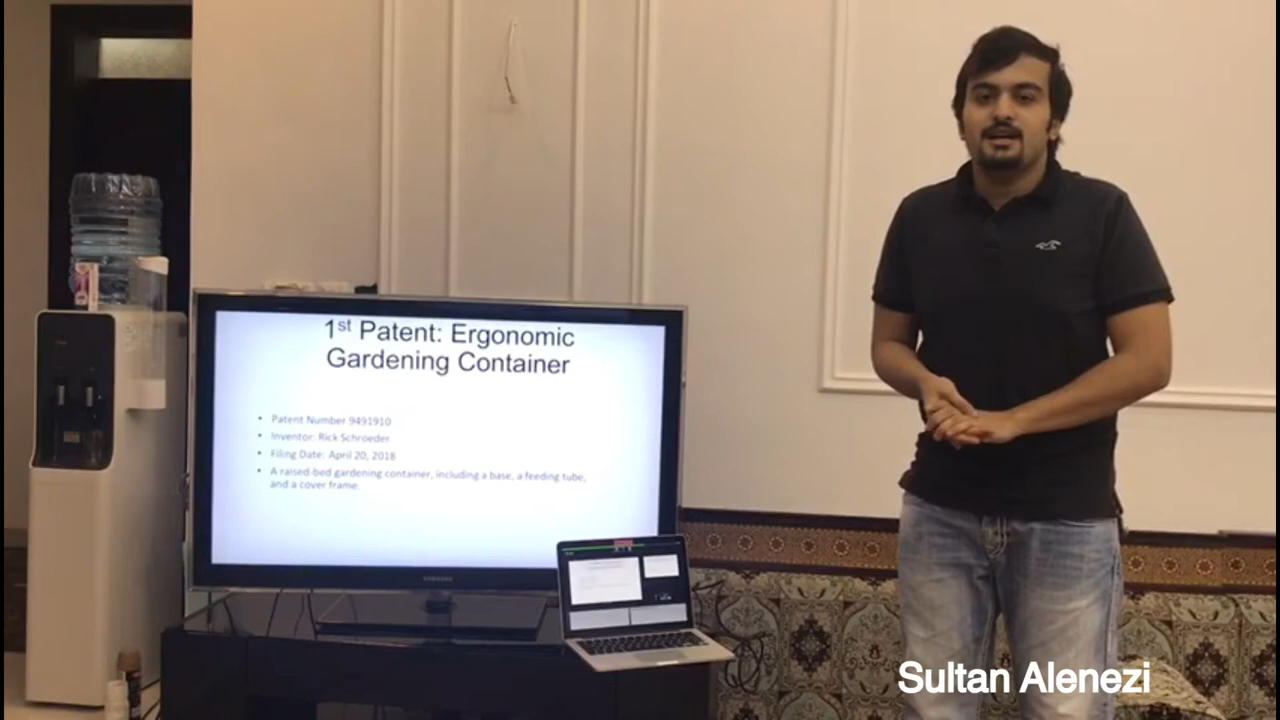 1st Patent: Ergonomic
Gardening Container
• Patent Number 9491910
• Inventor: Rick Schroeder
• Filing Date: April 20, 2018
• A raised-bed gardening container, including a base, a feeding tube,
and a cover frame.
SAMSUNG
Sultan Alenezi